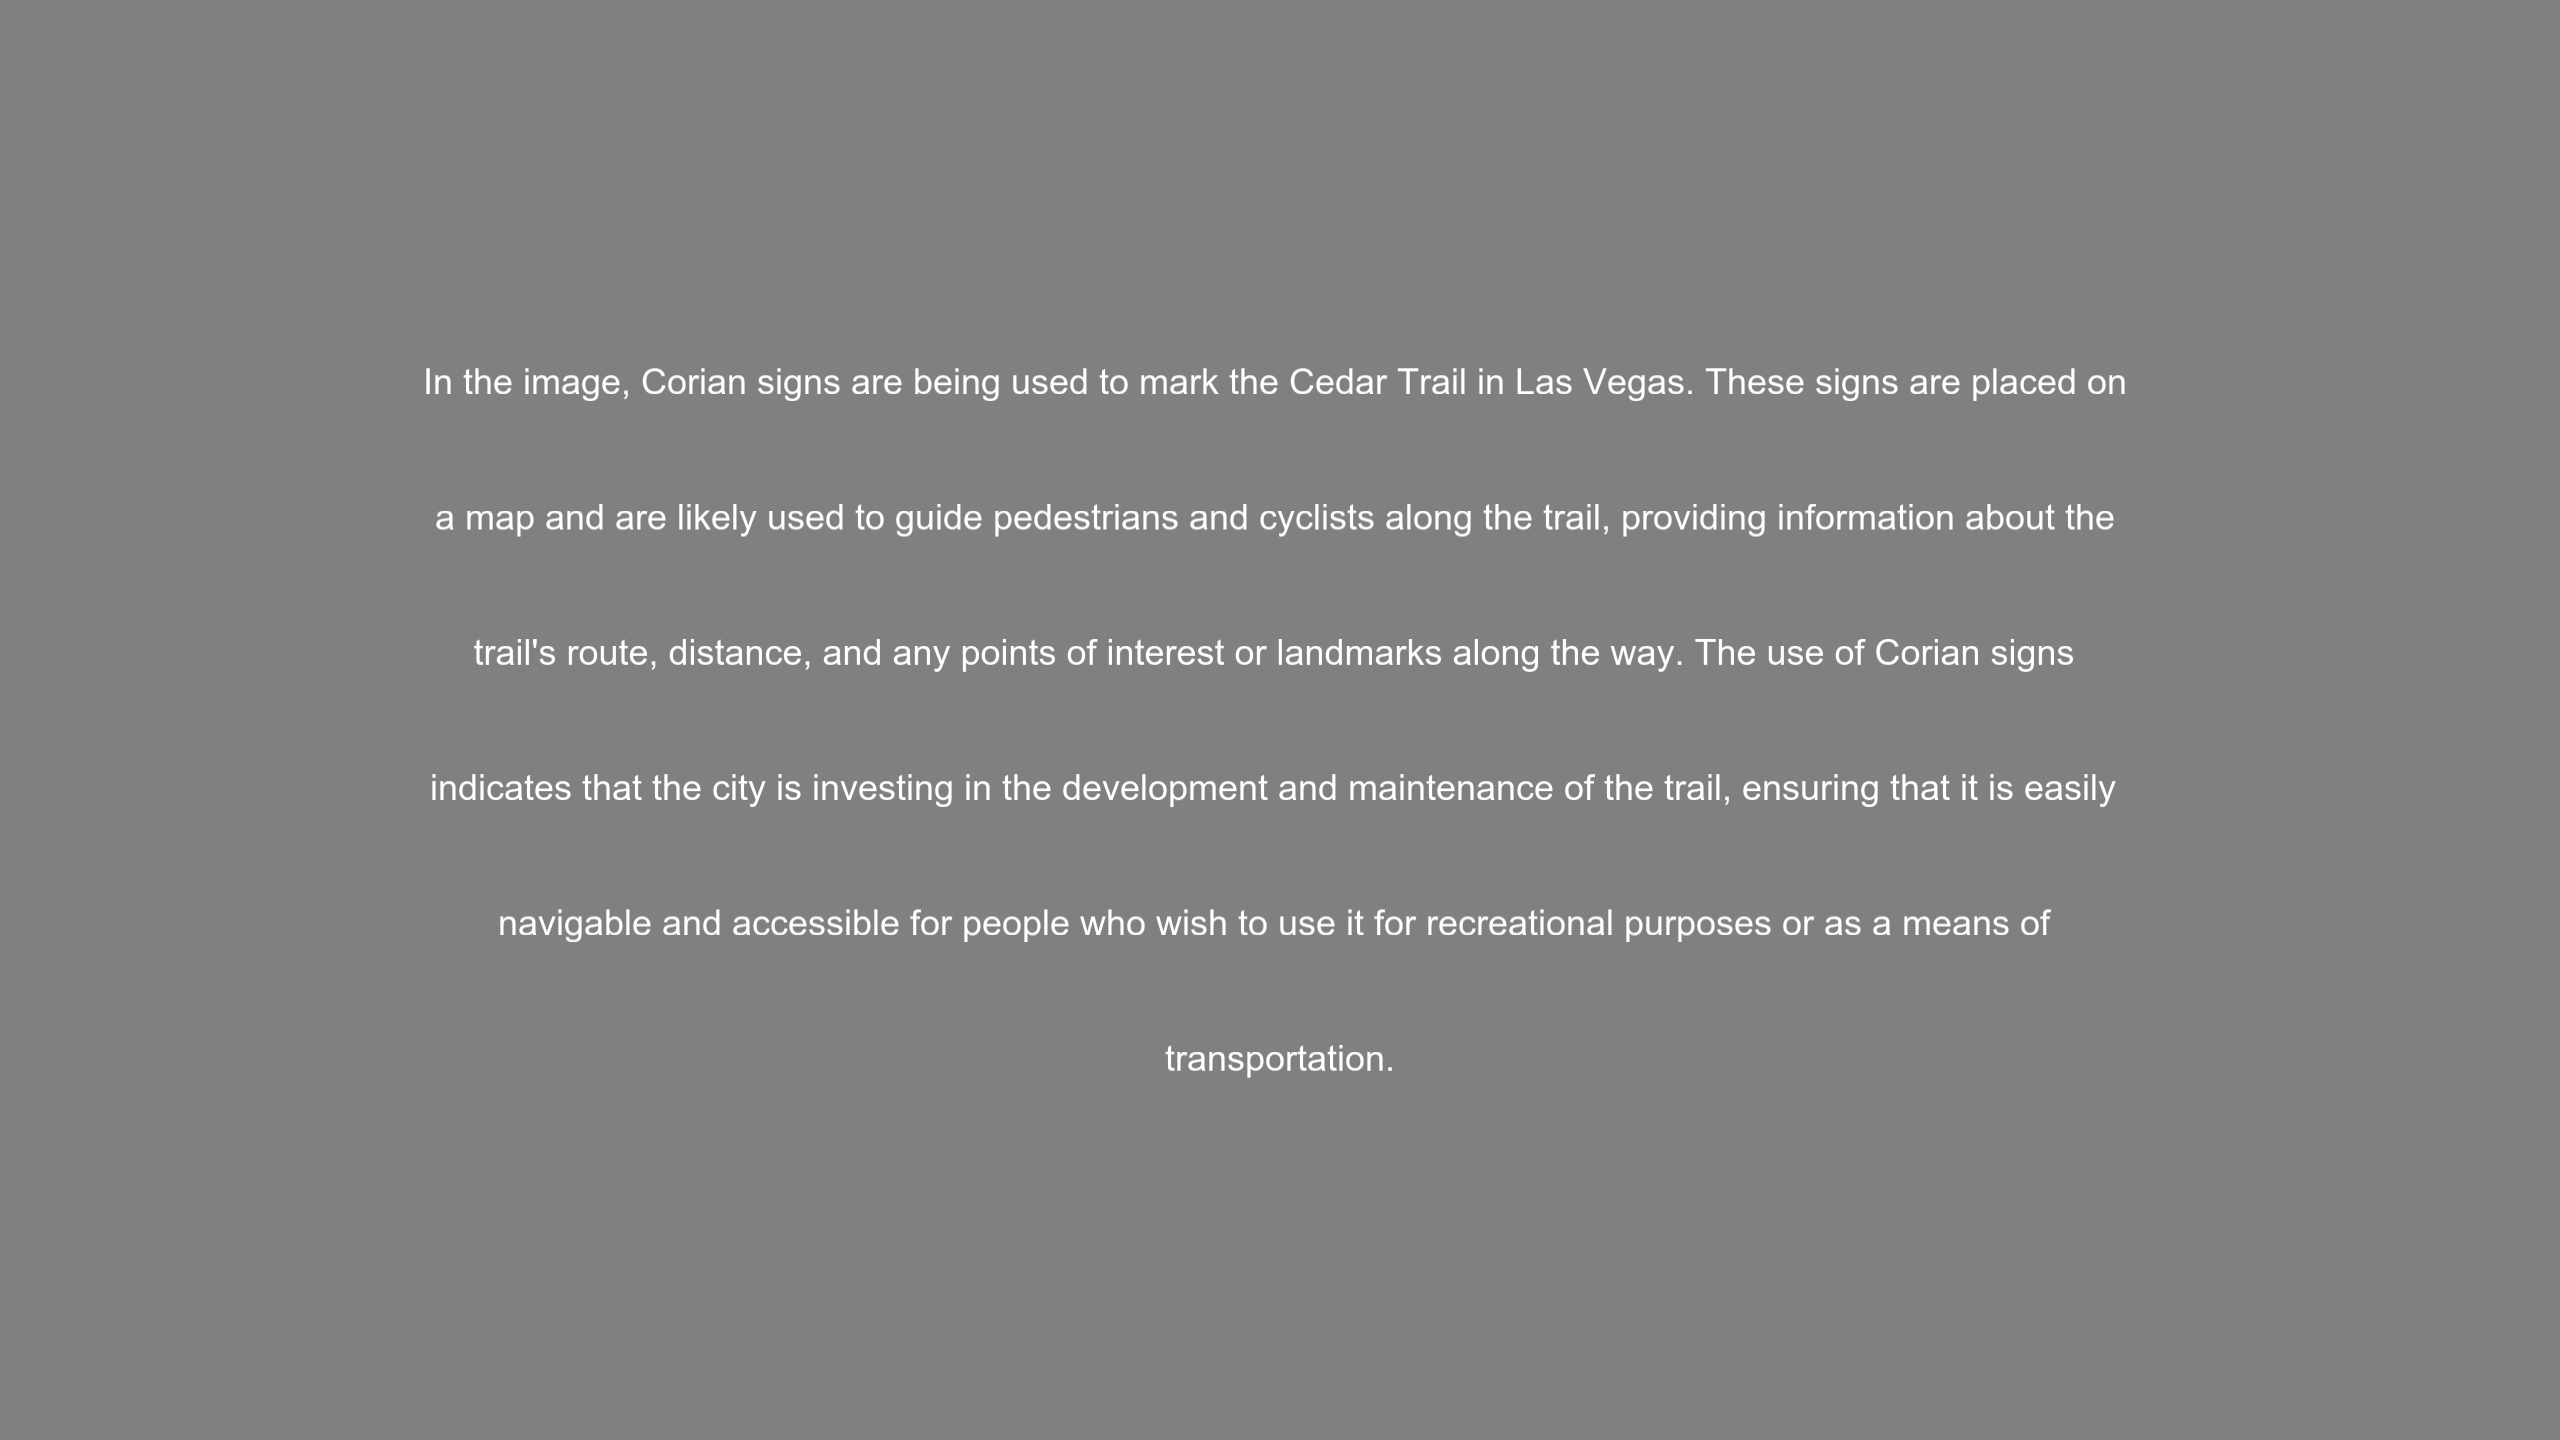 In the image, Corian signs are being used to mark the Cedar Trail in Las Vegas. These signs are placed on
a map and are likely used to guide pedestrians and cyclists along the trail, providing information about the
trail's route, distance, and any points of interest or landmarks along the way. The use of Corian signs
indicates that the city is investing in the development and maintenance of the trail, ensuring that it is easily
navigable and accessible for people who wish to use it for recreational purposes or as a means of
transportation.